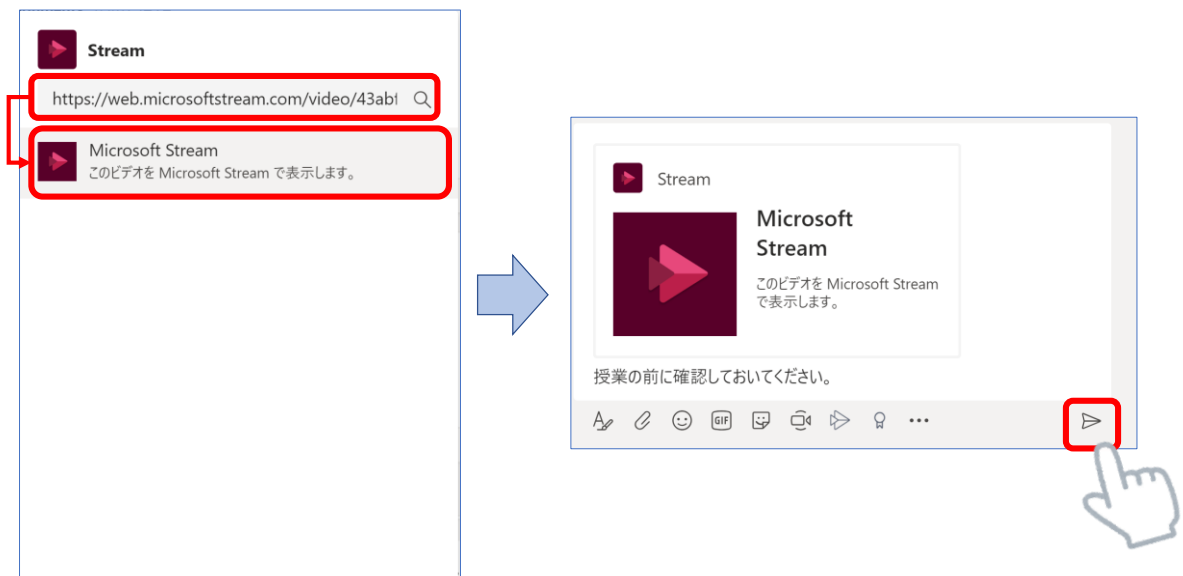 Stream
https://web.microsoftstream.com/video/43abf
Microsoft Stream
このビデオを Microsoft Stream で表示します。
Stream
Microsoft
Stream
このビデオを Microsoft Stream
で表示します。
授業の前に確認しておいてください。
GIF